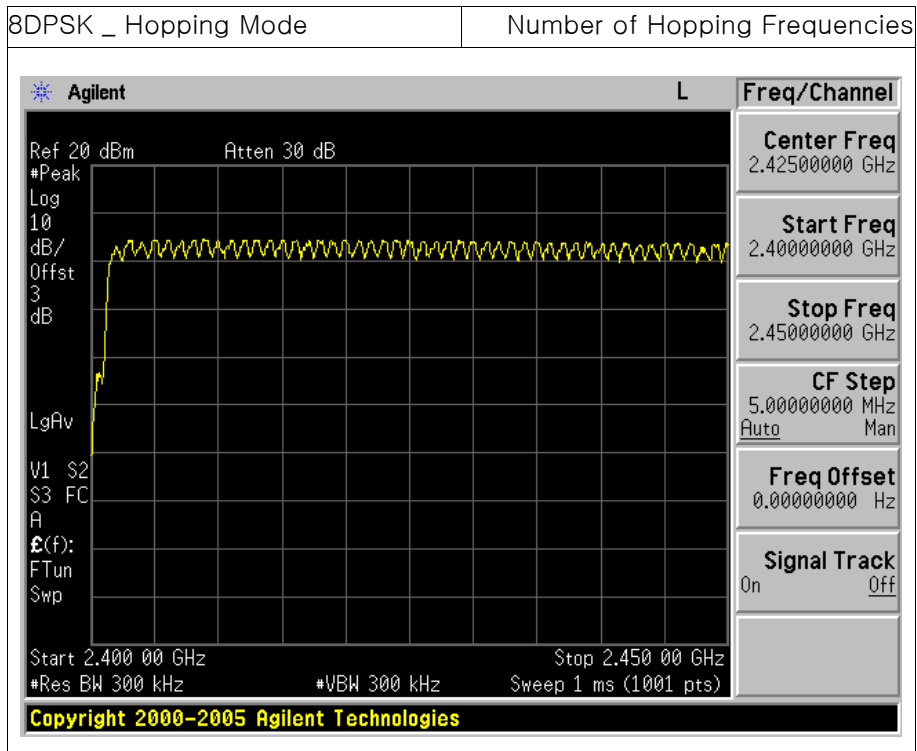 8DPSK _ Hopping Mode
Number of Hopping Frequencies
Agilent
L
Freq/Channel
Ref 20 dBm
Atten 30 dB
#Peak
Log
10
dB/
Offst
3
dB
LgAv
V1 S2
S3 FC
A
£(f):
FTun
Swp
Start 2.400 00 GHz
Stop 2.450 00 GHz
#Res BW 300 kHz
#VBW 300 kHz
Sweep 1 ms (1001 pts)
Center Freq
2.42500000 GHz
Start Freq
2.40000000 GHz
Stop Freq
2.45000000 GHz
CF Step
5.00000000 MHz
Auto Man
Freq Offset
0.00000000 Hz
Signal Track
On Off
Copyright 2000-2005 Agilent Technologies